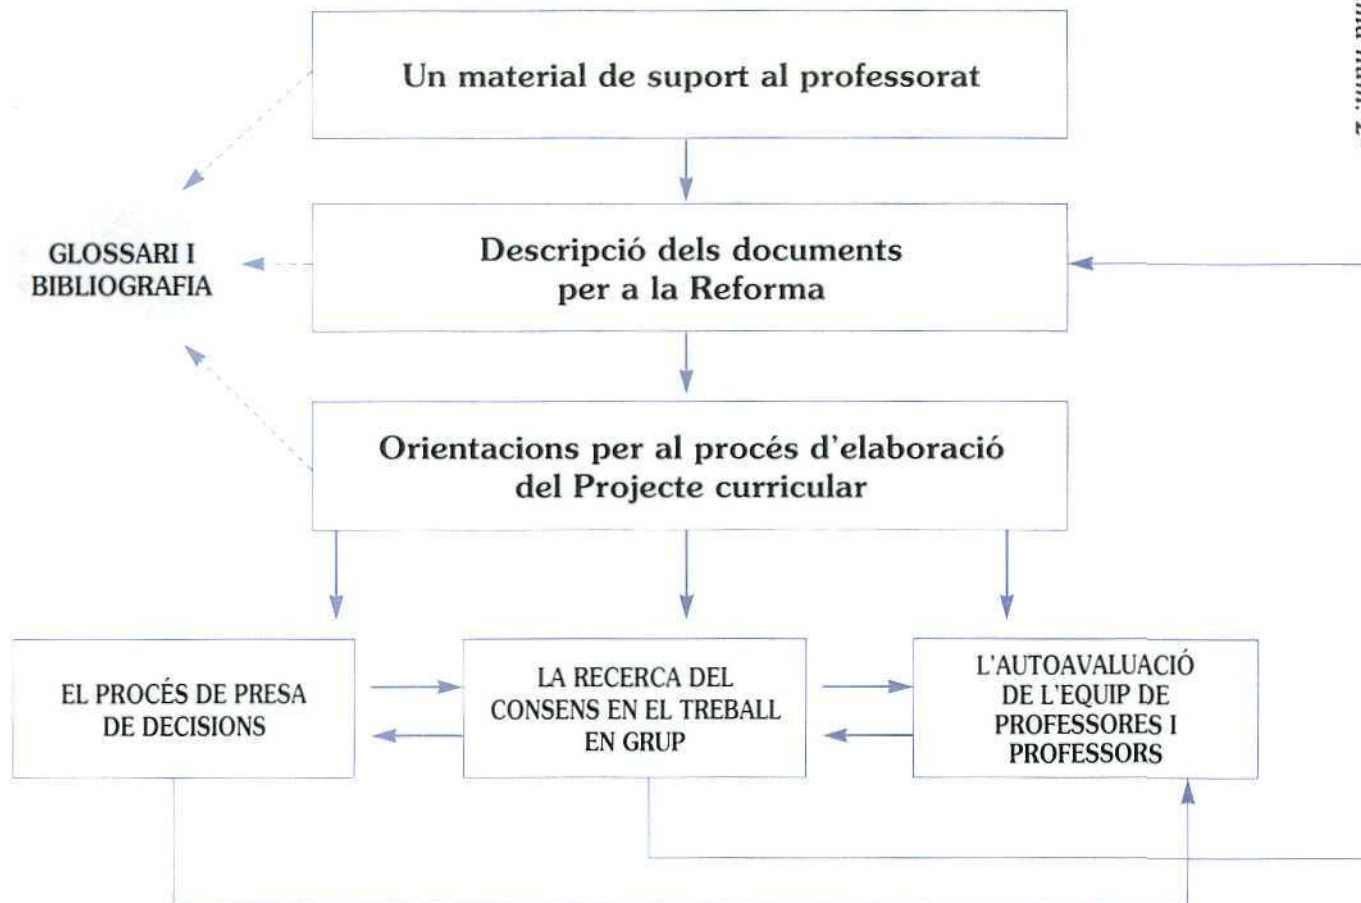 Un material de suport al professorat
GLOSSARI I
BIBLIOGRAFIA
Descripció dels documents
per a la Reforma
Orientacions per al procés d'elaboració
del Projecte curricular
EL PROCÉS DE PRESA
DE DECISIONS
LA RECERCA DEL
CONSENS EN EL TREBALL
EN GRUP
L'AUTOAVALUACIÓ
DE L'EQUIP DE
PROFESSORES I
PROFESSORS